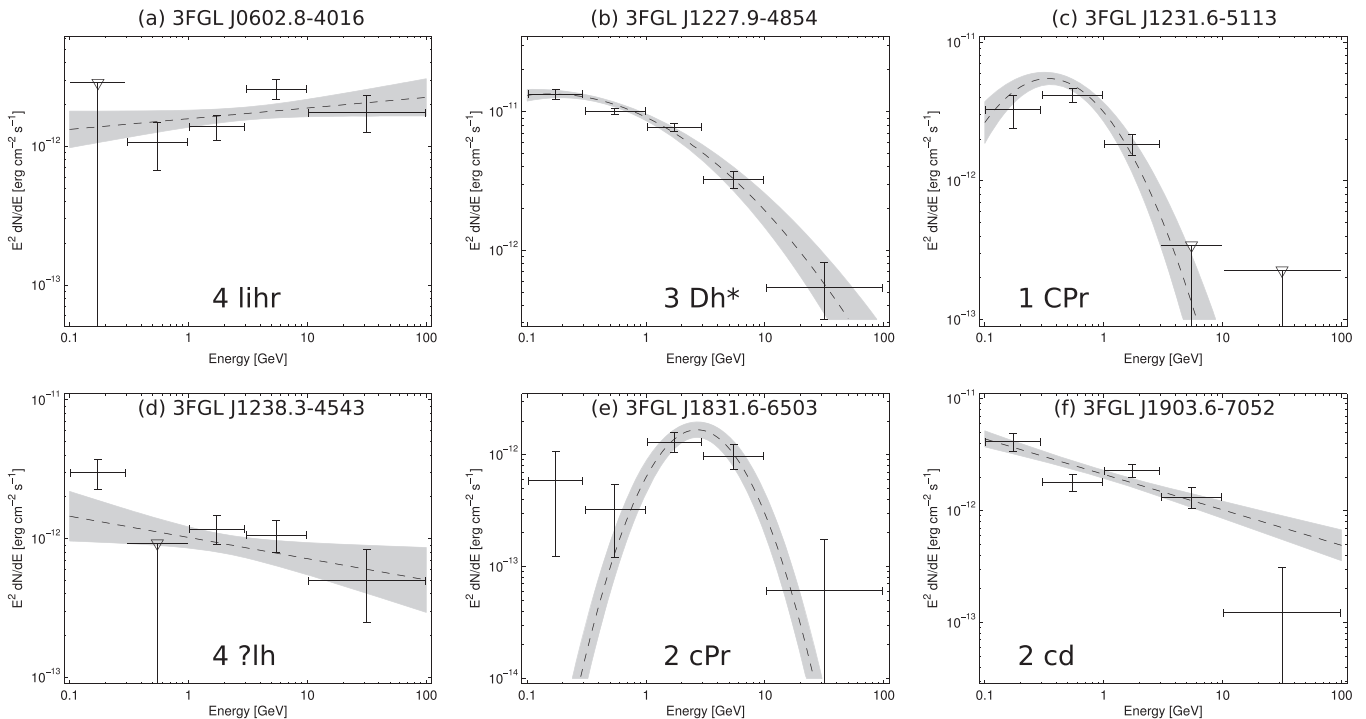 (a) 3FGL J0602.8-4016
(b) 3FGL J1227.9-4854
(c) 3FGL J1231.6-5113
E² dN/dE [erg cm⁻² s⁻¹]
10⁻¹²
10⁻¹³
4 lihr
0.1 1 10 100
Energy [GeV]
E² dN/dE [erg cm⁻² s⁻¹]
10⁻¹¹
10⁻¹²
3 Dh*
0.1 1 10 100
Energy [GeV]
E² dN/dE [erg cm⁻² s⁻¹]
10⁻¹¹
10⁻¹²
10⁻¹³
1 CPr
0.1 1 10 100
Energy [GeV]
(d) 3FGL J1238.3-4543
(e) 3FGL J1831.6-6503
(f) 3FGL J1903.6-7052
E² dN/dE [erg cm⁻² s⁻¹]
10⁻¹¹
10⁻¹²
10⁻¹³
4 ?lh
0.1 1 10 100
Energy [GeV]
E² dN/dE [erg cm⁻² s⁻¹]
10⁻¹²
10⁻¹³
10⁻¹⁴
2 cPr
0.1 1 10 100
Energy [GeV]
E² dN/dE [erg cm⁻² s⁻¹]
10⁻¹¹
10⁻¹²
10⁻¹³
2 cd
0.1 1 10 100
Energy [GeV]